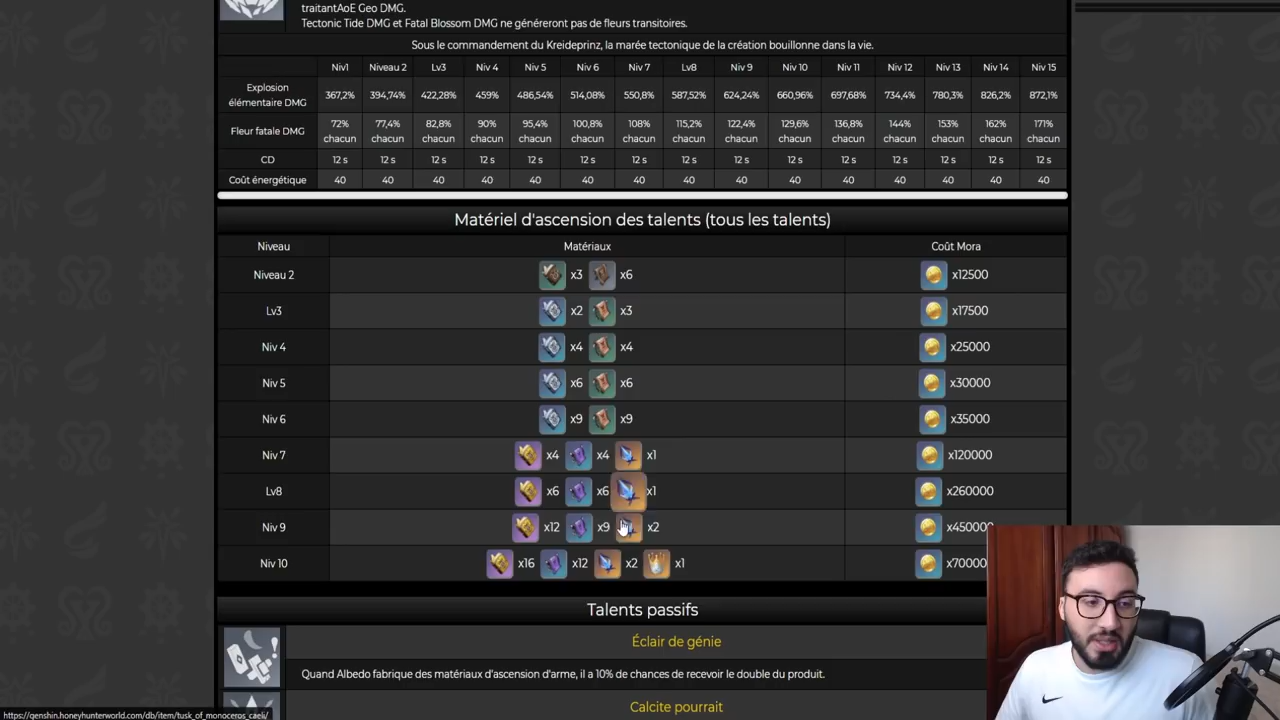 traitantAoE Geo DMG.
Tectonic Tide DMG et Fatal Blossom DMG ne généreront pas de fleurs transitoires.
Sous le commandement du Kreideprinz, la marée tectonique de la création bouillonne dans la vie.
Niv1 Niveau 2 Lv3 Niv 4 Niv 5 Niv 6 Niv 7 Lv8 Niv 9 Niv 10 Niv 11 Niv 12 Niv 13 Niv 14 Niv 15
Explosion élémentaire DMG 367,2% 394,74% 422,28% 459% 486,54% 514,08% 550,8% 587,52% 624,24% 660,96% 697,68% 734,4% 780,3% 826,2% 872,1%
Fleur fatale DMG 72% chacun 77,4% chacun 82,8% chacun 90% chacun 95,4% chacun 100,8% chacun 108% chacun 115,2% chacun 122,4% chacun 129,6% chacun 136,8% chacun 144% chacun 153% chacun 162% chacun 171% chacun
CD 12 s 12 s 12 s 12 s 12 s 12 s 12 s 12 s 12 s 12 s 12 s 12 s 12 s 12 s 12 s
Coût énergétique 40 40 40 40 40 40 40 40 40 40 40 40 40 40 40
Matériel d'ascension des talents (tous les talents)
Niveau Matériaux Coût Mora
Niveau 2 x3 x6 x12500
Lv3 x2 x3 x17500
Niv 4 x4 x4 x25000
Niv 5 x6 x6 x30000
Niv 6 x9 x9 x35000
Niv 7 x4 x4 x1 x120000
Lv8 x6 x6 x1 x260000
Niv 9 x12 x9 x2 x450000
Niv 10 x16 x12 x2 x1 x70000
Talents passifs
Éclair de génie
Quand Albedo fabrique des matériaux d'ascension d'arme, il a 10% de chances de recevoir le double du produit.
Calcite pourrait
https://genshin.honeyhunterworld.com/db/item/tusk_of_monoceros_caeli/